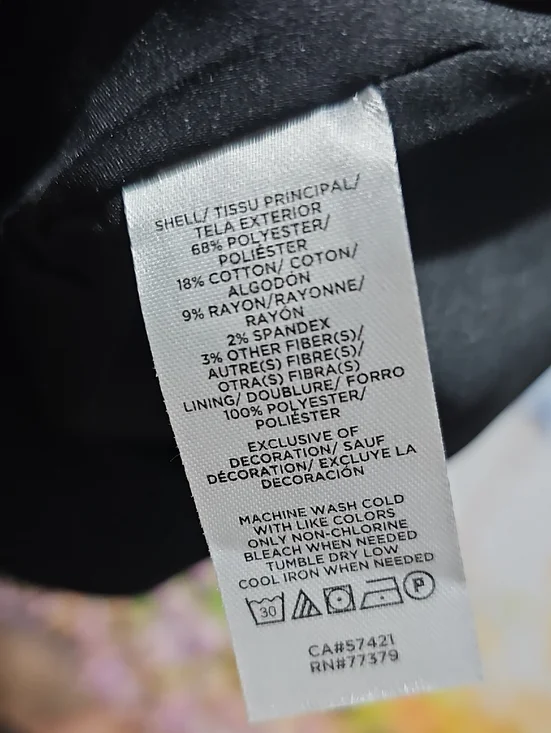 SHELL/ TISSU PRINCIPAL/
TELA EXTERIOR
68% POLYESTER/
POLIÉSTER
18% COTTON/ COTON/
ALGODÓN
9% RAYON/RAYONNE/
RAYÓN
2% SPANDEX
3% OTHER FIBER(S)/
AUTRE(S) FIBRE(S)/
OTRA(S) FIBRA(S)
LINING/ DOUBLURE/ FORRO
100% POLYESTER/
POLIÉSTER
EXCLUSIVE OF
DECORATION/ SAUF
DÉCORATION/ EXCLUYE LA
DECORACIÓN
MACHINE WASH COLD
WITH LIKE COLORS
ONLY NON-CHLORINE
BLEACH WHEN NEEDED
TUMBLE DRY LOW
COOL IRON WHEN NEEDED
30 P
CA#57421
RN#77379